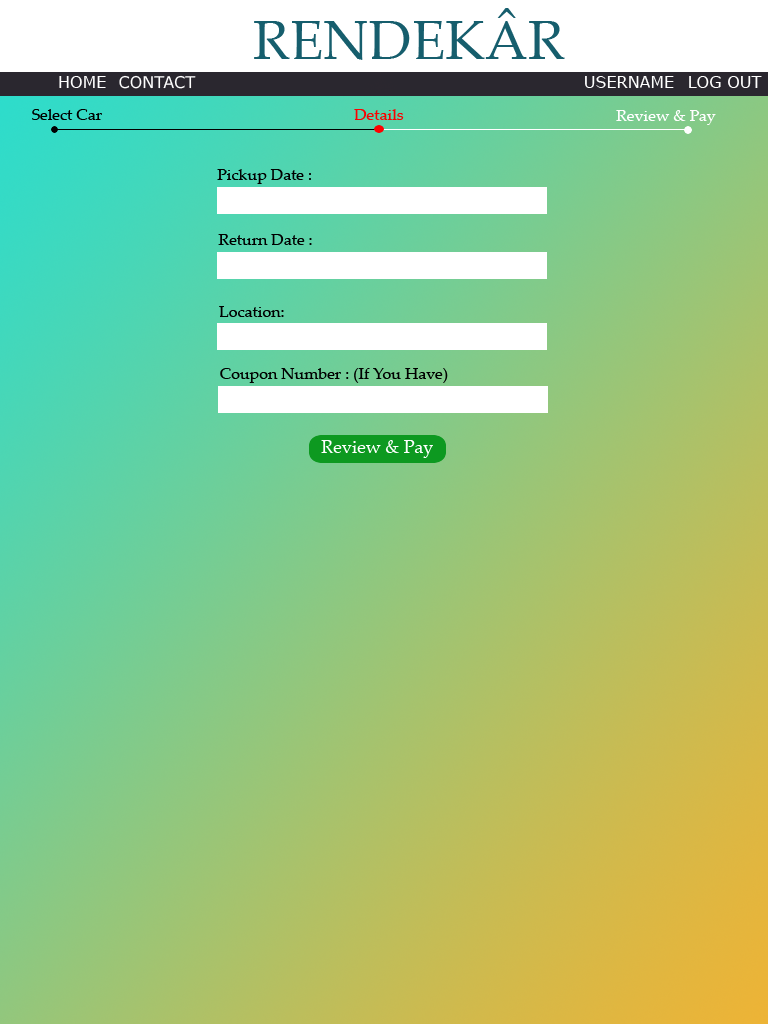 RENDEKÂR
HOME CONTACT USERNAME LOG OUT
Select Car Details Review & Pay
Pickup Date :
Return Date :
Location:
Coupon Number : (If You Have)
Review & Pay